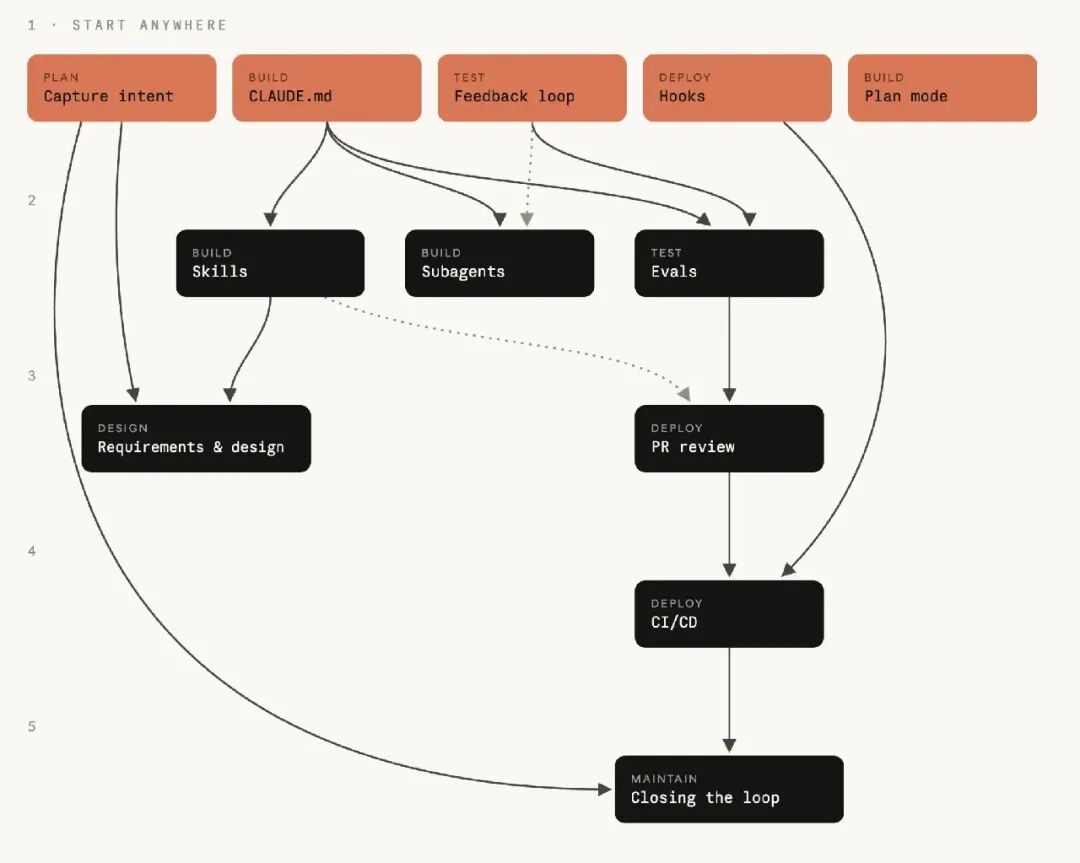 1 · START ANYWHERE
PLAN
Capture intent
BUILD
CLAUDE.md
TEST
Feedback loop
DEPLOY
Hooks
BUILD
Plan mode
2
BUILD
Skills
BUILD
Subagents
TEST
Evals
3
DESIGN
Requirements & design
DEPLOY
PR review
4
DEPLOY
CI/CD
5
MAINTAIN
Closing the loop